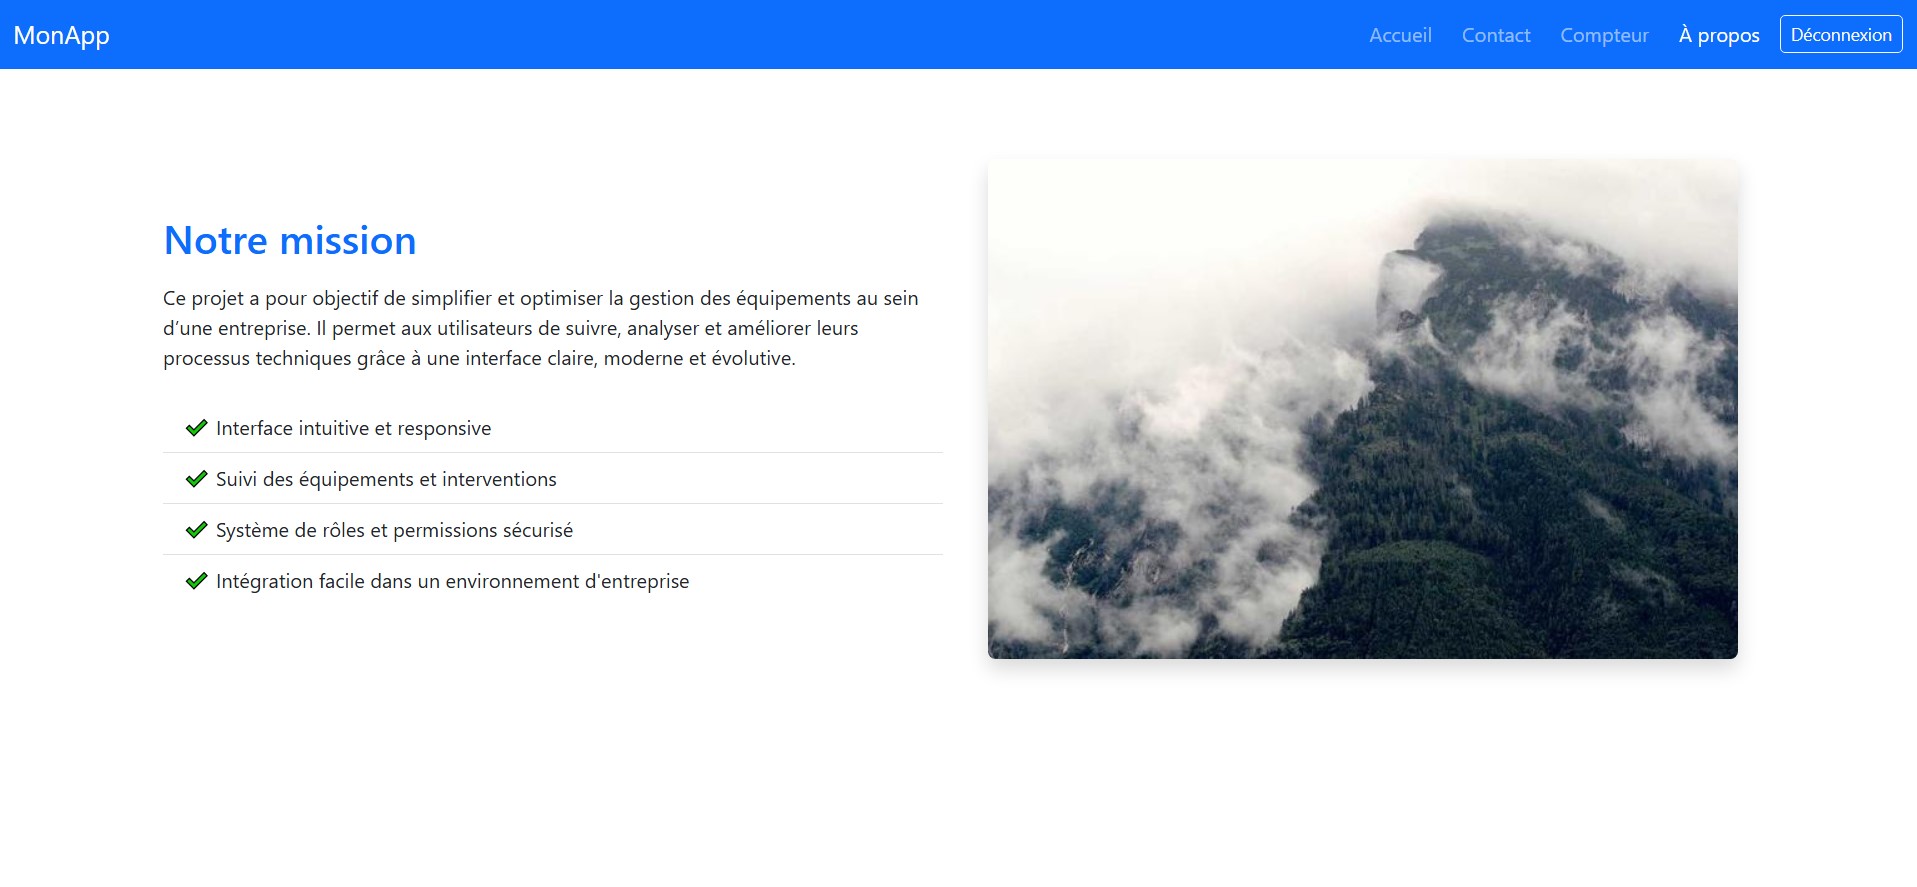 MonApp
Accueil Contact Compteur À propos Déconnexion
Notre mission
Ce projet a pour objectif de simplifier et optimiser la gestion des équipements au sein
d’une entreprise. Il permet aux utilisateurs de suivre, analyser et améliorer leurs
processus techniques grâce à une interface claire, moderne et évolutive.
✔ Interface intuitive et responsive
✔ Suivi des équipements et interventions
✔ Système de rôles et permissions sécurisé
✔ Intégration facile dans un environnement d'entreprise